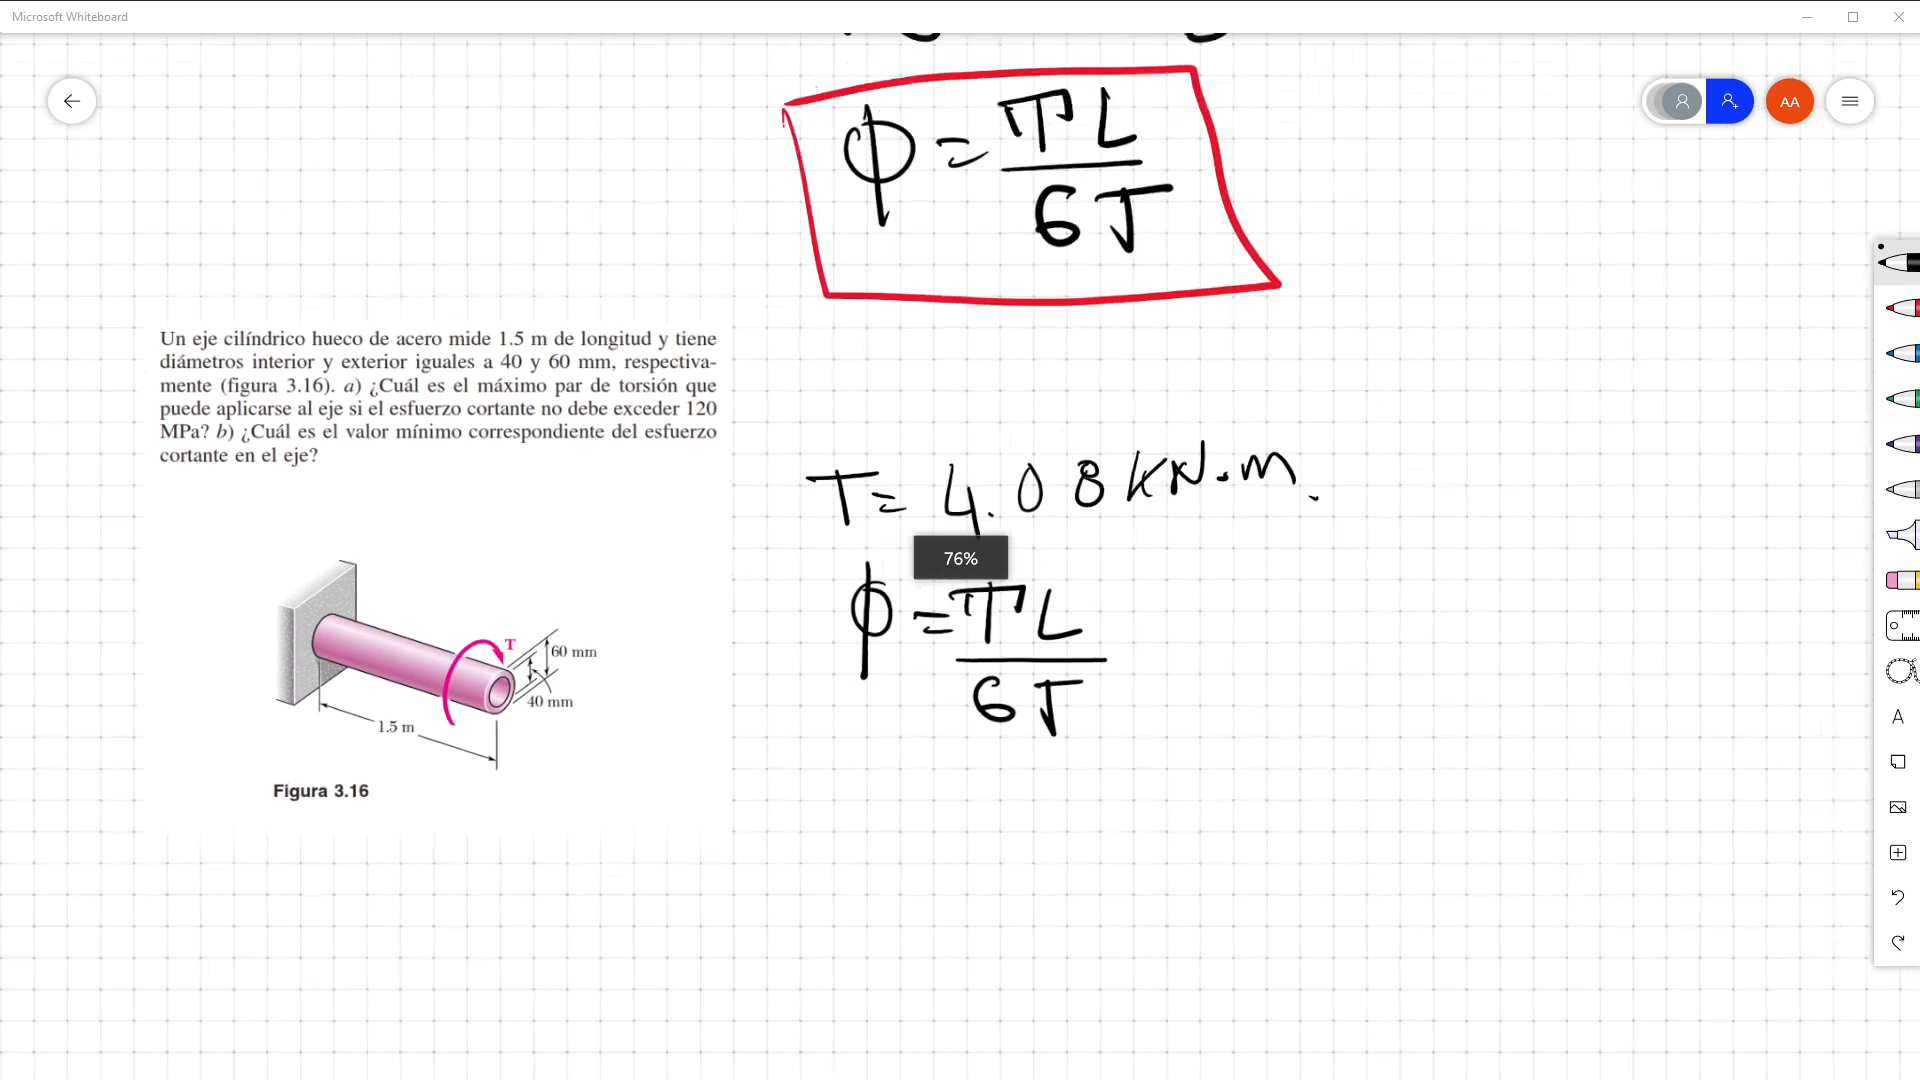 Microsoft Whiteboard
AA
ϕ = TL
GJ
Un eje cilíndrico hueco de acero mide 1.5 m de longitud y tiene
diámetros interior y exterior iguales a 40 y 60 mm, respectiva-
mente (figura 3.16). a) ¿Cuál es el máximo par de torsión que
puede aplicarse al eje si el esfuerzo cortante no debe exceder 120
MPa? b) ¿Cuál es el valor mínimo correspondiente del esfuerzo
cortante en el eje?
T= 4.08 KN.m.
76%
ϕ = TL
GJ
T
60 mm
40 mm
1.5 m
Figura 3.16
A